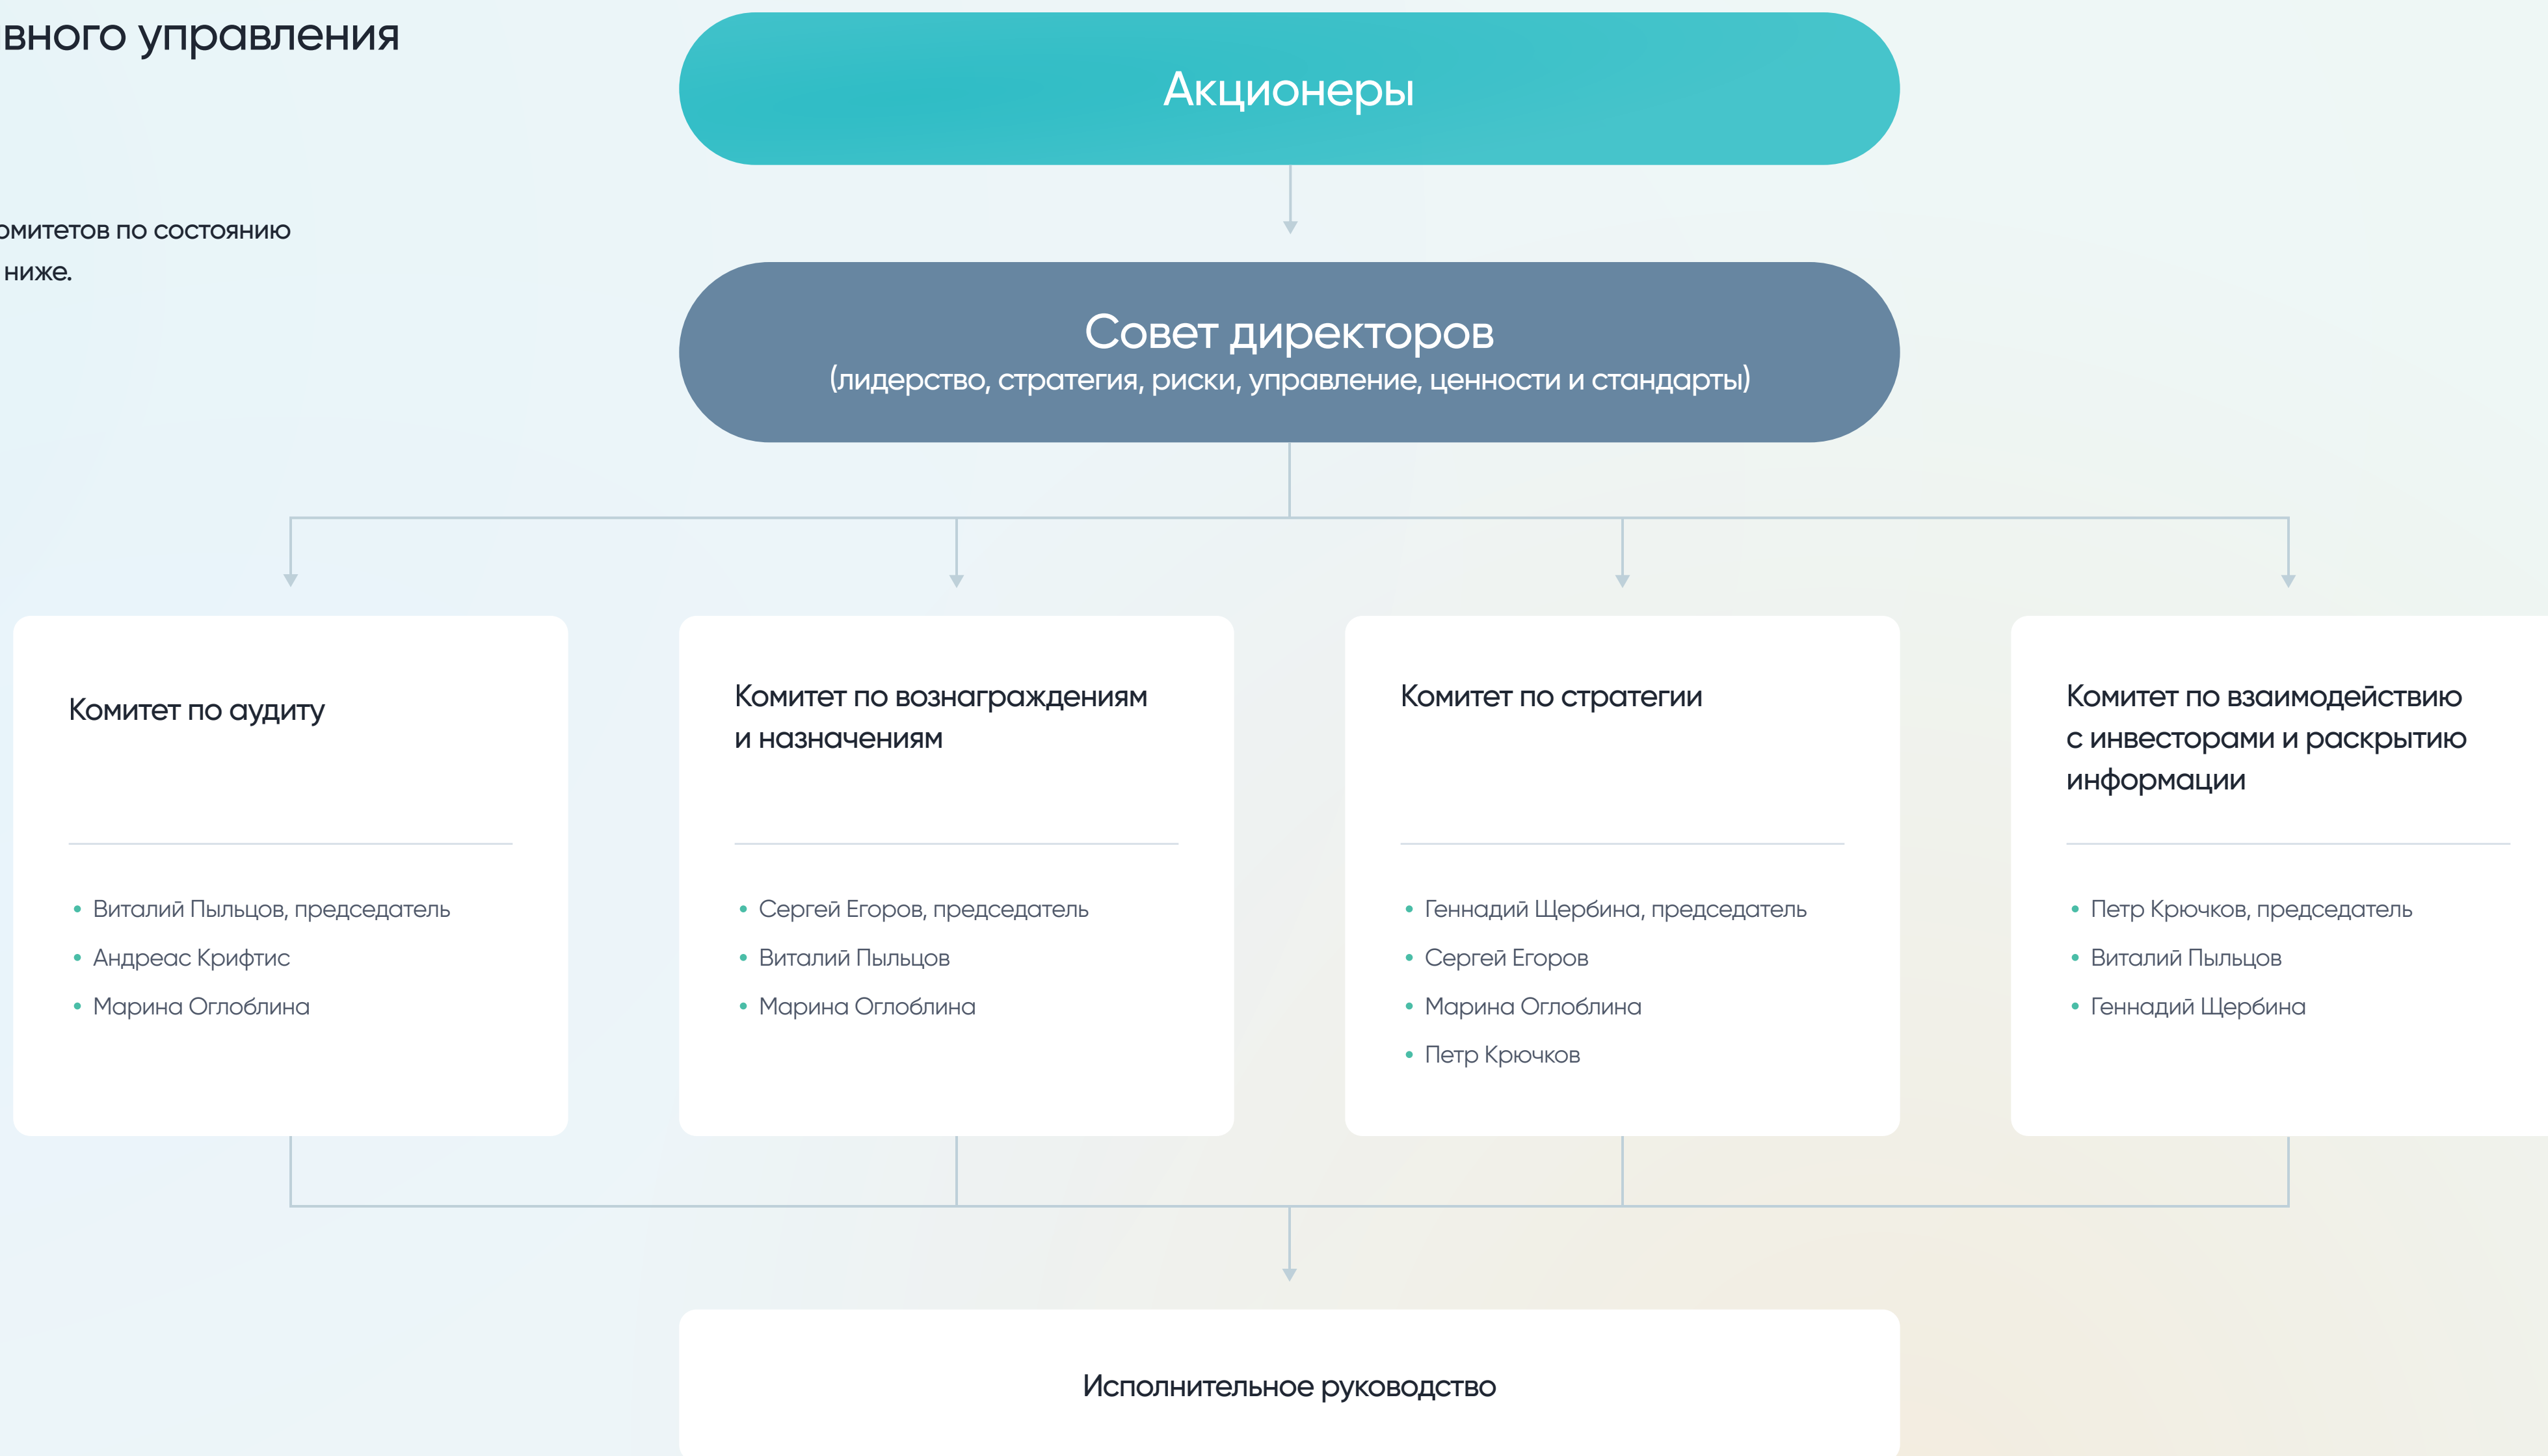 вного управления
омитетов по состоянию
ниже.
Акционеры
Совет директоров
(лидерство, стратегия, риски, управление, ценности и стандарты)
Комитет по аудиту
• Виталий Пыльцов, председатель
• Андреас Крифтис
• Марина Оглоблина
Комитет по вознаграждениям
и назначениям
• Сергей Егоров, председатель
• Виталий Пыльцов
• Марина Оглоблина
Комитет по стратегии
• Геннадий Щербина, председатель
• Сергей Егоров
• Марина Оглоблина
• Петр Крючков
Комитет по взаимодействию
с инвесторами и раскрытию
информации
• Петр Крючков, председатель
• Виталий Пыльцов
• Геннадий Щербина
Исполнительное руководство